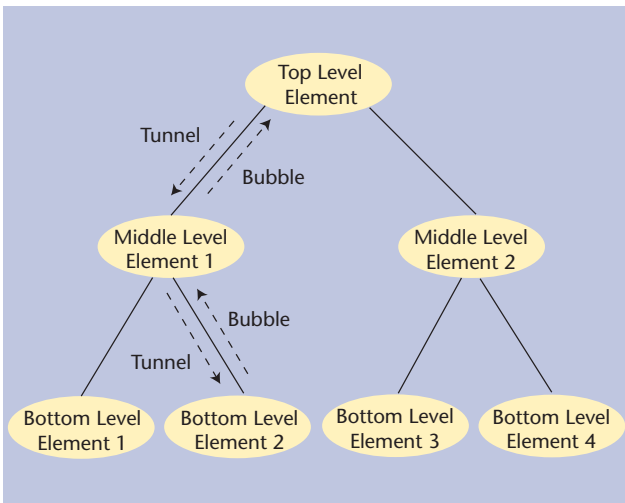 Top Level
Element
Tunnel
Bubble
Middle Level
Element 1
Middle Level
Element 2
Bubble
Tunnel
Bottom Level
Element 1
Bottom Level
Element 2
Bottom Level
Element 3
Bottom Level
Element 4